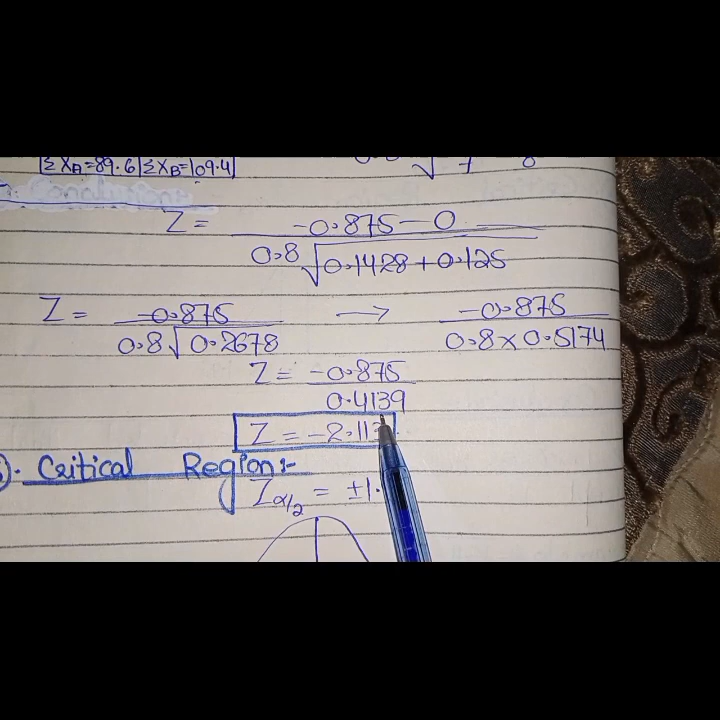 ΣXA=89.6 ΣXB=109.4
√ 7 8
Z = -0.875 - 0
0.8 √0.1428 + 0.125
Z = -0.875 → -0.875
0.8 √0.2678 0.8 × 0.5174
Z = -0.875
0.4139
Z = -2.11
). Critical Region:-
Zα/2 = ±1.